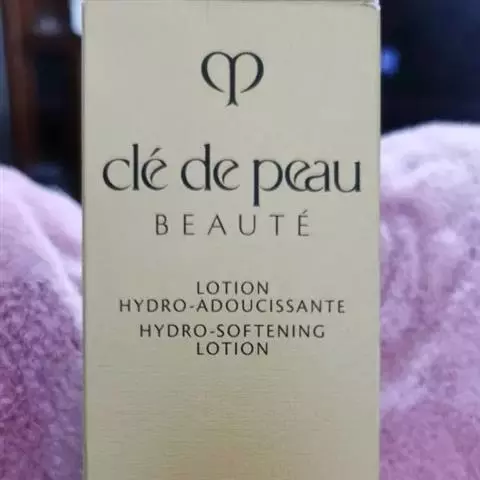 clé de peau
BEAUTÉ
LOTION
HYDRO-ADOUCISSANTE
HYDRO-SOFTENING
LOTION